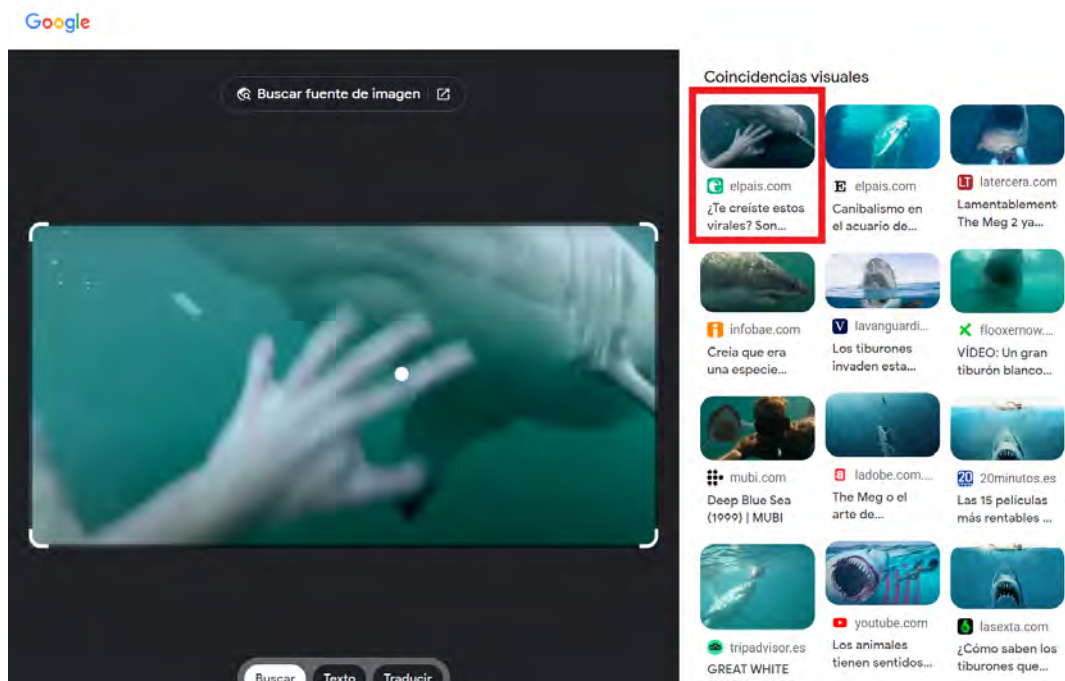 Google
Buscar fuente de imagen
Coincidencias visuales
elpais.com
¿Te creíste estos
virales? Son...
elpais.com
Canibalismo en
el acuario de...
LT latercera.com
Lamentablement
The Meg 2 ya...
infobae.com
Creía que era
una especie...
V lavanguardi...
Los tiburones
invaden esta...
flooxernow....
VÍDEO: Un gran
tiburón blanco...
mubi.com
Deep Blue Sea
(1999) | MUBI
ladobe.com....
The Meg o el
arte de...
20 20minutos.es
Las 15 películas
más rentables ...
tripadvisor.es
GREAT WHITE
youtube.com
Los animales
tienen sentidos...
lasexta.com
¿Cómo saben los
tiburones que...
Buscar Texto Traducir